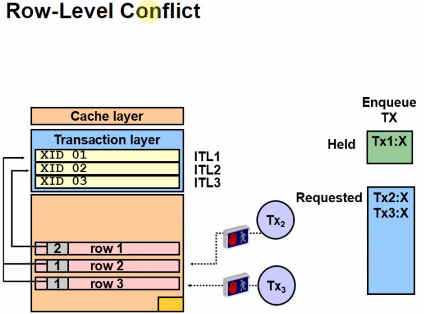 Row-Level Conflict
Enqueue
TX
Cache layer
Transaction layer
XID 01 ITL1
XID 02 ITL2
XID 03 ITL3
Held Tx1:X
Requested Tx2:X
Tx3:X
Tx2
2 row 1
1 row 2
1 row 3
Tx3